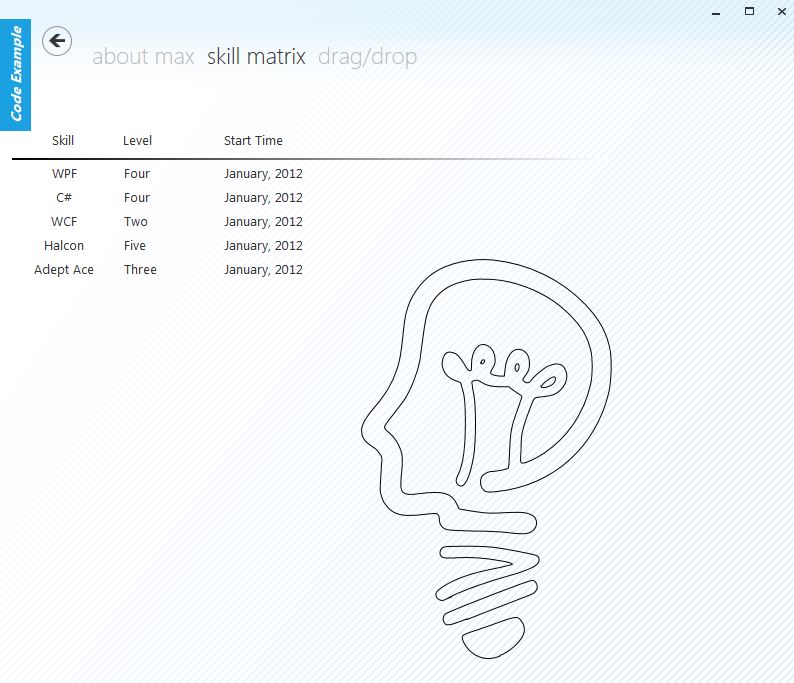 Code Example
about max skill matrix drag/drop
Skill Level Start Time
WPF Four January, 2012
C# Four January, 2012
WCF Two January, 2012
Halcon Five January, 2012
Adept Ace Three January, 2012